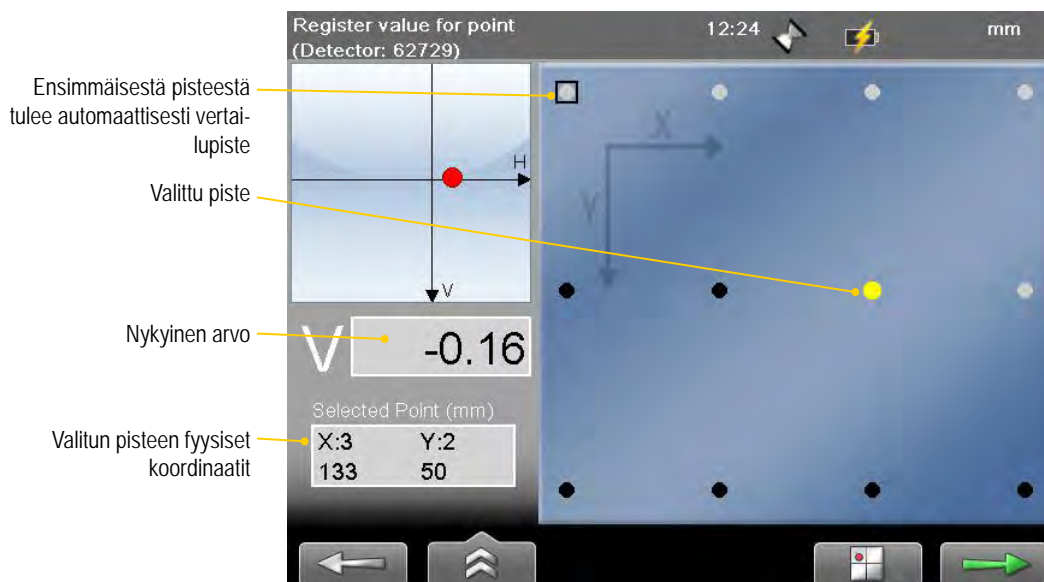 Register value for point
(Detector: 62729)
12:24
mm
Ensimmäisestä pisteestä
tulee automaattisesti vertai-
lupiste
Valittu piste
Nykyinen arvo
Valitun pisteen fyysiset
koordinaatit
H
V
V
-0.16
Selected Point (mm)
X:3 Y:2
133 50
X
Y